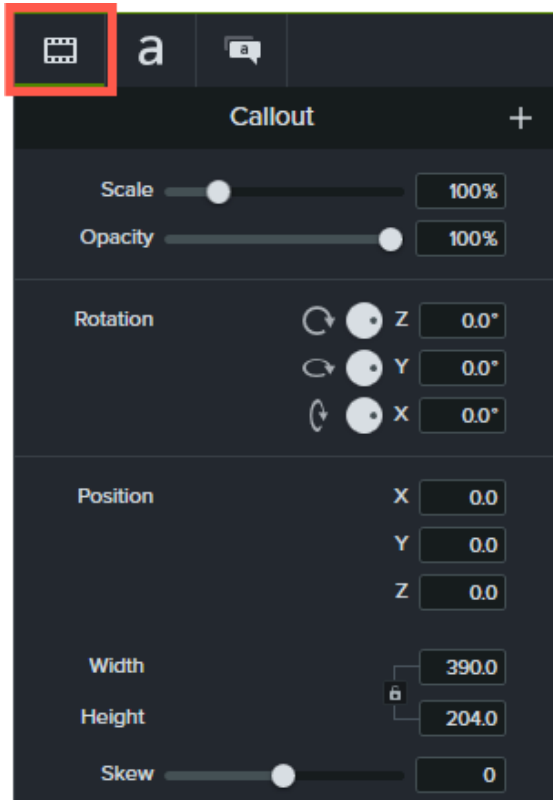 a
a
Callout +
Scale 100%
Opacity 100%
Rotation Z 0.0°
Y 0.0°
X 0.0°
Position X 0.0
Y 0.0
Z 0.0
Width 390.0
Height 204.0
Skew 0